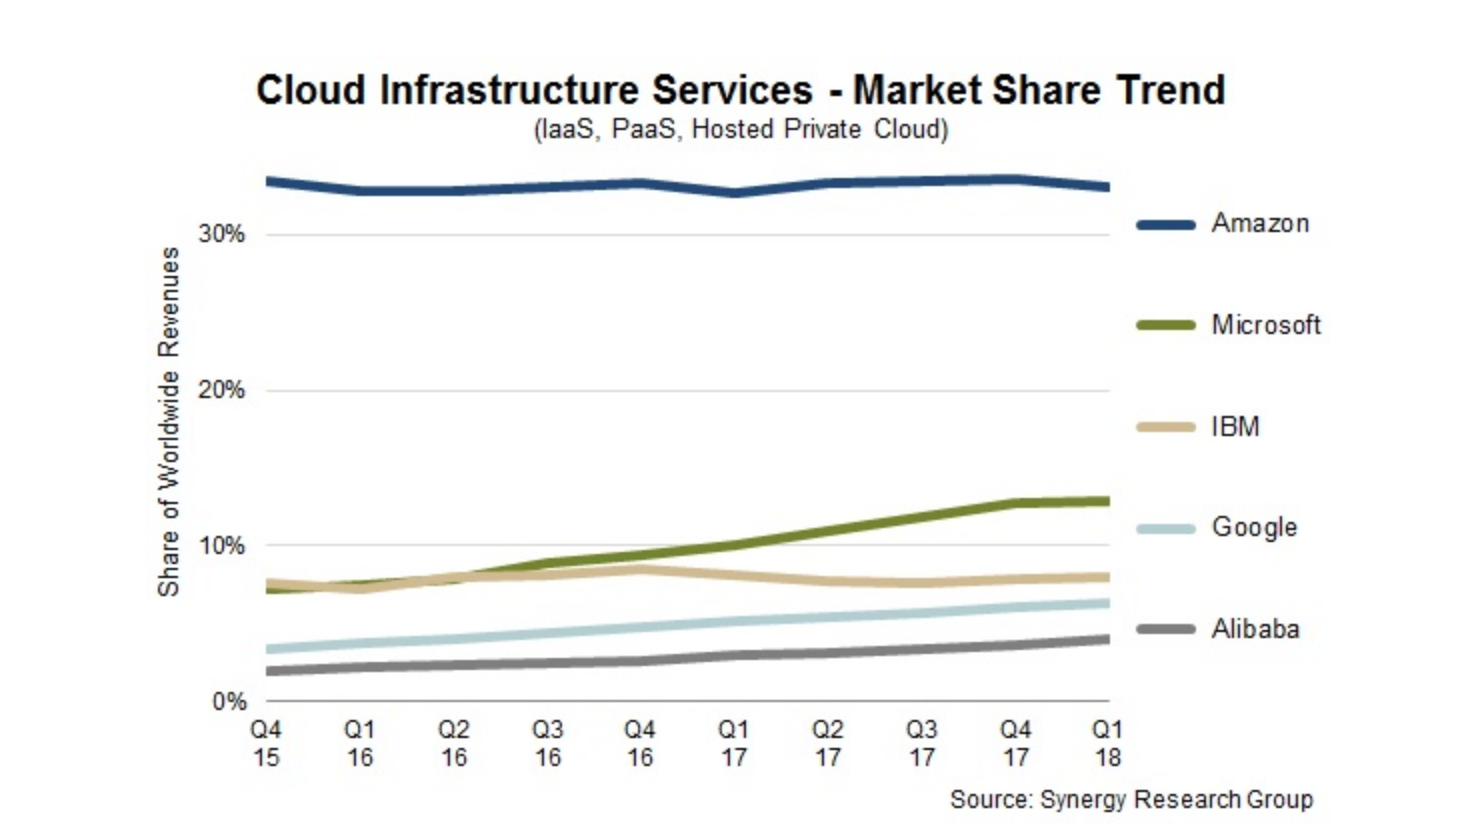 Cloud Infrastructure Services - Market Share Trend
(IaaS, PaaS, Hosted Private Cloud)
Share of Worldwide Revenues
30%
20%
10%
0%
Q4 Q1 Q2 Q3 Q4 Q1 Q2 Q3 Q4 Q1
15 16 16 16 16 17 17 17 17 18
Amazon
Microsoft
IBM
Google
Alibaba
Source: Synergy Research Group